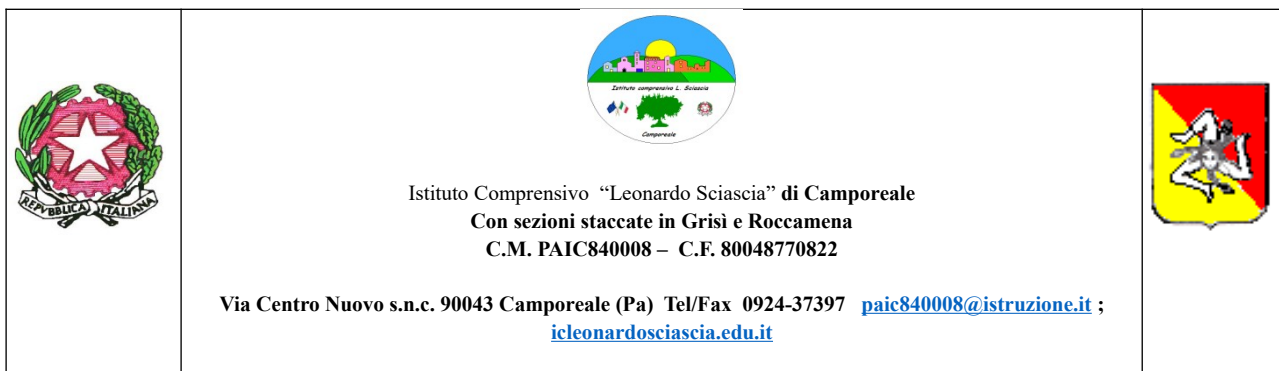 Istituto comprensivo L. Sciascia
Camporeale
REPVBBLICA ITALIANA
Istituto Comprensivo “Leonardo Sciascia” di Camporeale
Con sezioni staccate in Grisì e Roccamena
C.M. PAIC840008 – C.F. 80048770822
Via Centro Nuovo s.n.c. 90043 Camporeale (Pa) Tel/Fax 0924-37397 paic840008@istruzione.it ;
icleonardosciascia.edu.it